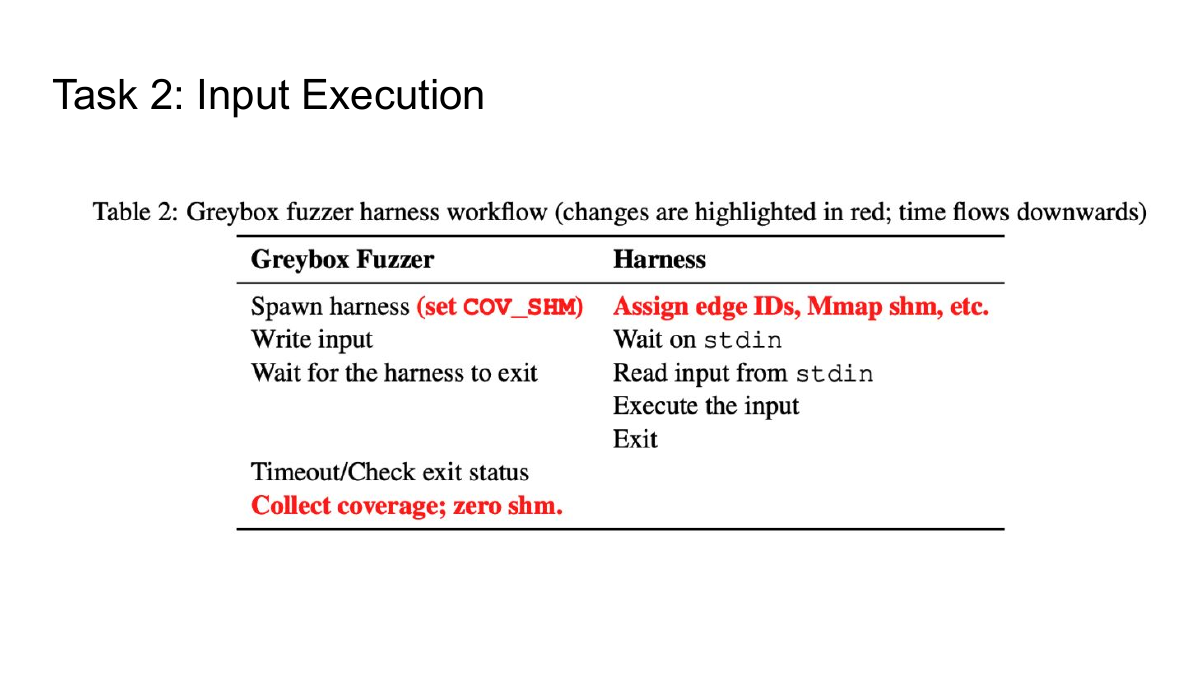 Task 2: Input Execution
Table 2: Greybox fuzzer harness workflow (changes are highlighted in red; time flows downwards)
Greybox Fuzzer Harness
Spawn harness (set COV_SHM) Assign edge IDs, Mmap shm, etc.
Write input Wait on stdin
Wait for the harness to exit Read input from stdin
Execute the input
Exit
Timeout/Check exit status
Collect coverage; zero shm.